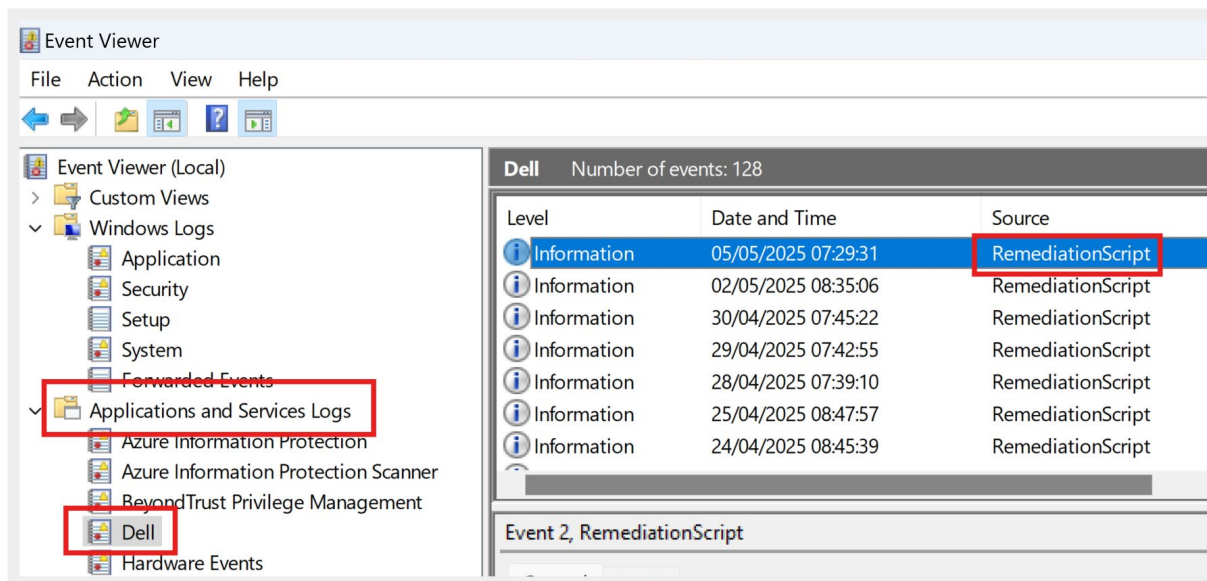 Event Viewer
File Action View Help
Event Viewer (Local)
Custom Views
Windows Logs
Application
Security
Setup
System
Forwarded Events
Applications and Services Logs
Azure Information Protection
Azure Information Protection Scanner
BeyondTrust Privilege Management
Dell
Hardware Events
Dell Number of events: 128
Level Date and Time Source
Information 05/05/2025 07:29:31 RemediationScript
Information 02/05/2025 08:35:06 RemediationScript
Information 30/04/2025 07:45:22 RemediationScript
Information 29/04/2025 07:42:55 RemediationScript
Information 28/04/2025 07:39:10 RemediationScript
Information 25/04/2025 08:47:57 RemediationScript
Information 24/04/2025 08:45:39 RemediationScript
Event 2, RemediationScript